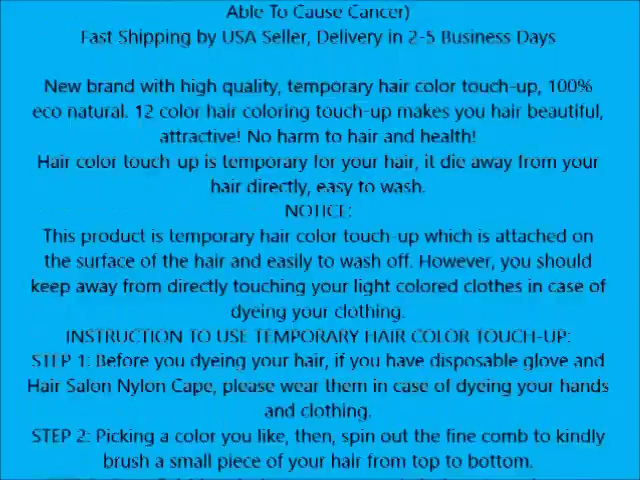 Able To Cause Cancer)
Fast Shipping by USA Seller, Delivery in 2-5 Business Days
New brand with high quality, temporary hair color touch-up, 100%
eco natural. 12 color hair coloring touch-up makes you hair beautiful,
attractive! No harm to hair and health!
Hair color touch up is temporary for your hair, it die away from your
hair directly, easy to wash.
NOTICE:
This product is temporary hair color touch-up which is attached on
the surface of the hair and easily to wash off. However, you should
keep away from directly touching your light colored clothes in case of
dyeing your clothing.
INSTRUCTION TO USE TEMPORARY HAIR COLOR TOUCH-UP:
STEP 1: Before you dyeing your hair, if you have disposable glove and
Hair Salon Nylon Cape, please wear them in case of dyeing your hands
and clothing.
STEP 2: Picking a color you like, then, spin out the fine comb to kindly
brush a small piece of your hair from top to bottom.